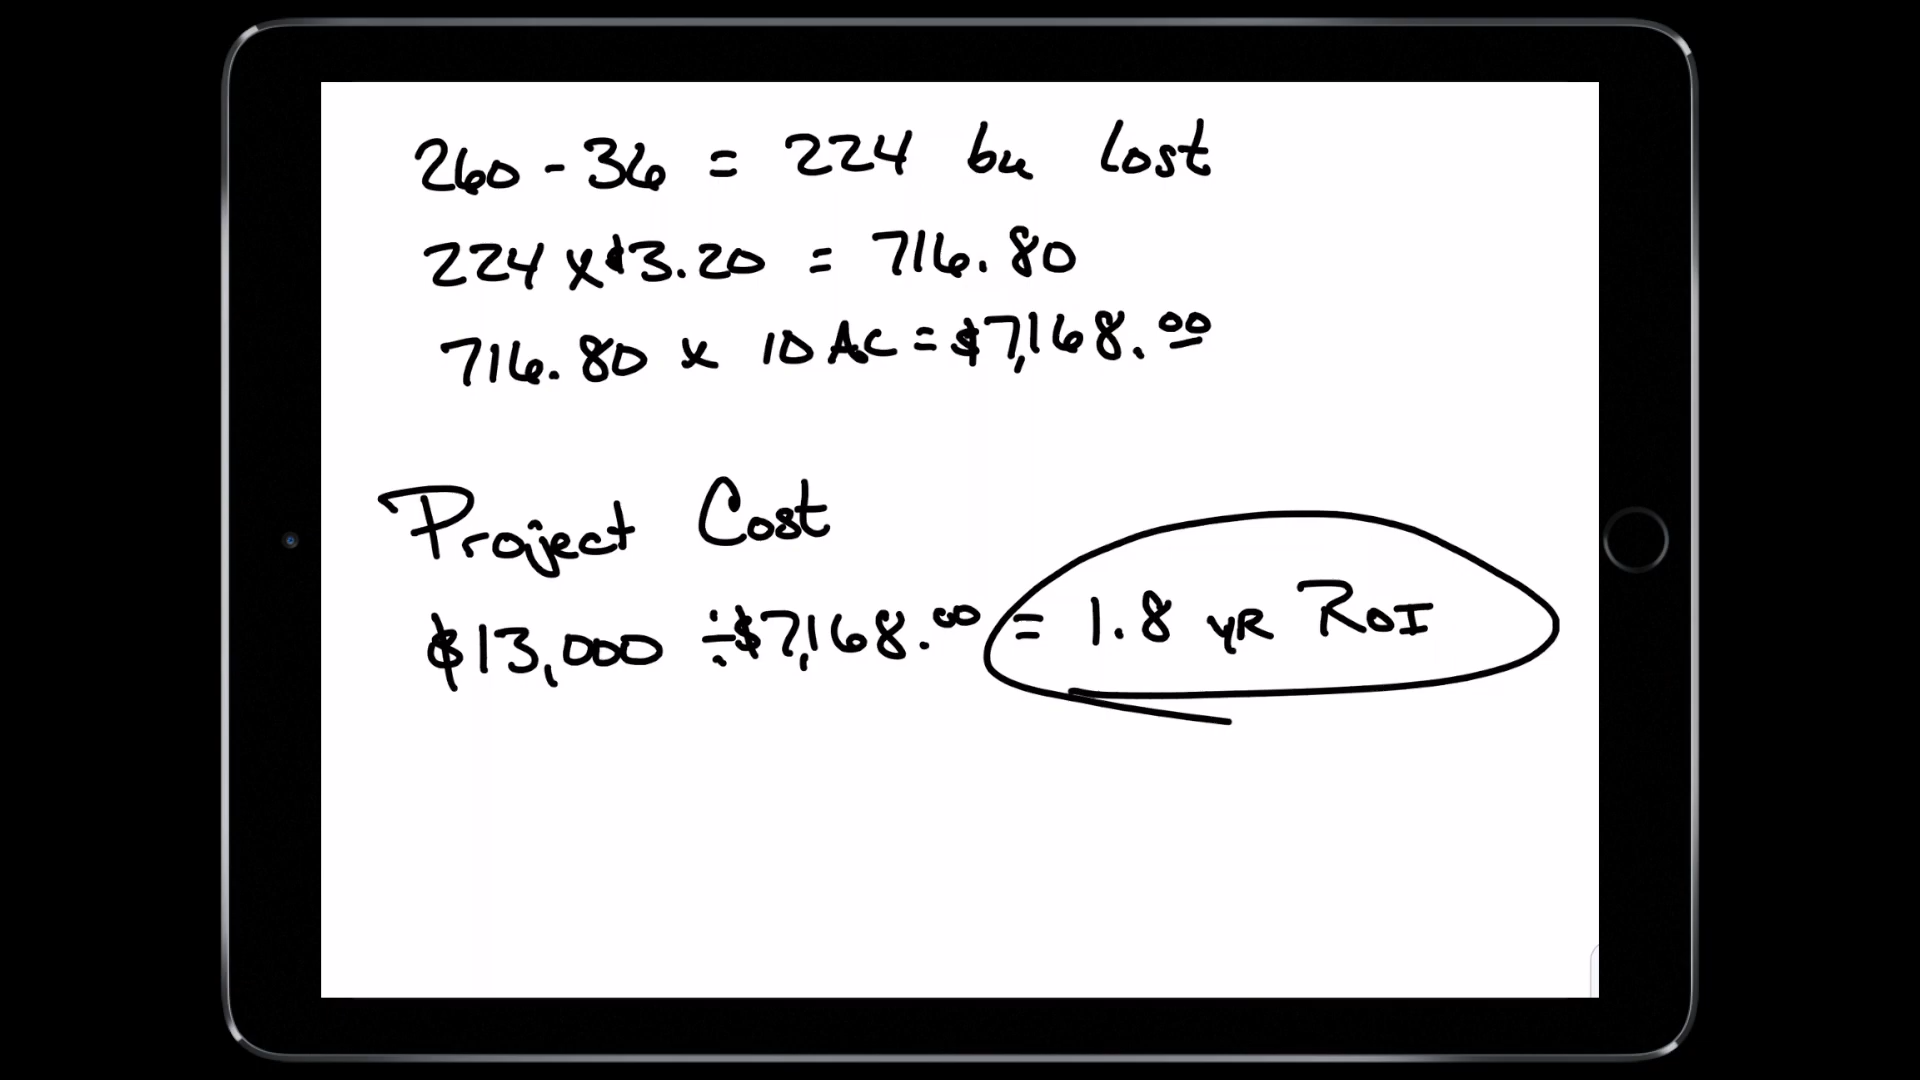 260 - 36 = 224 bu lost
224 x $3.20 = 716.80
716.80 x 10 AC = $7,168.00
Project Cost
$13,000 ÷ $7,168.00 = 1.8 yR RoI